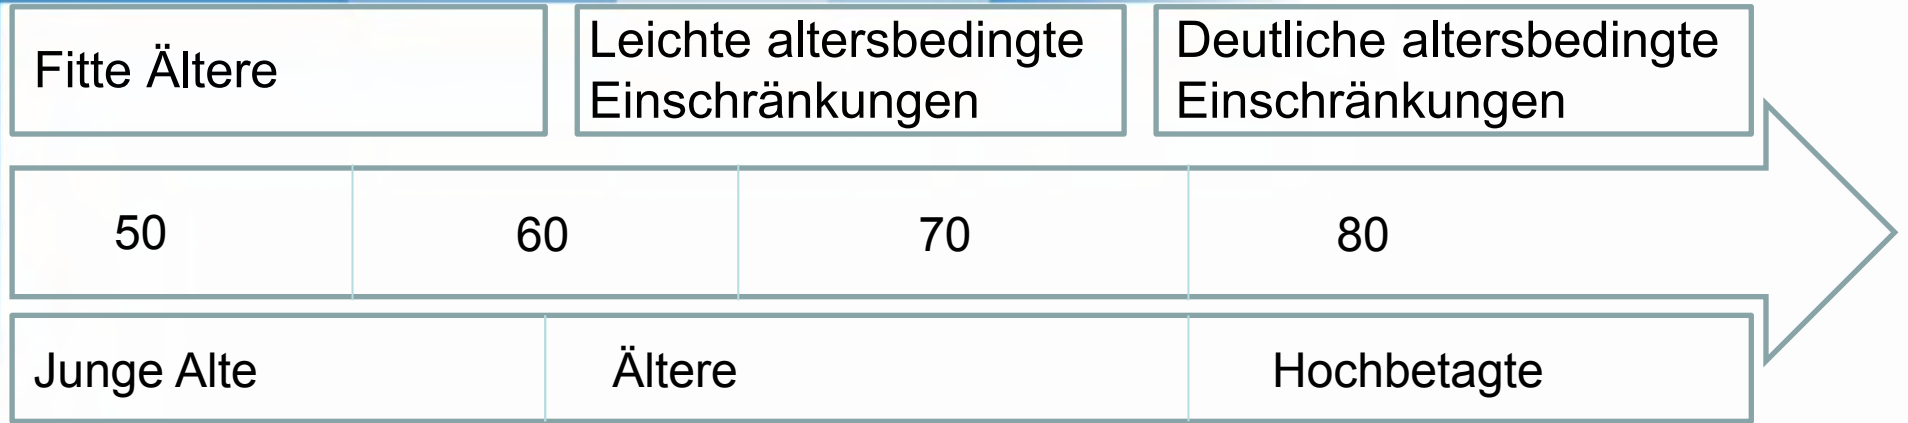 Fitte Ältere
Leichte altersbedingte
Einschränkungen
Deutliche altersbedingte
Einschränkungen
50 60 70 80
Junge Alte Ältere Hochbetagte